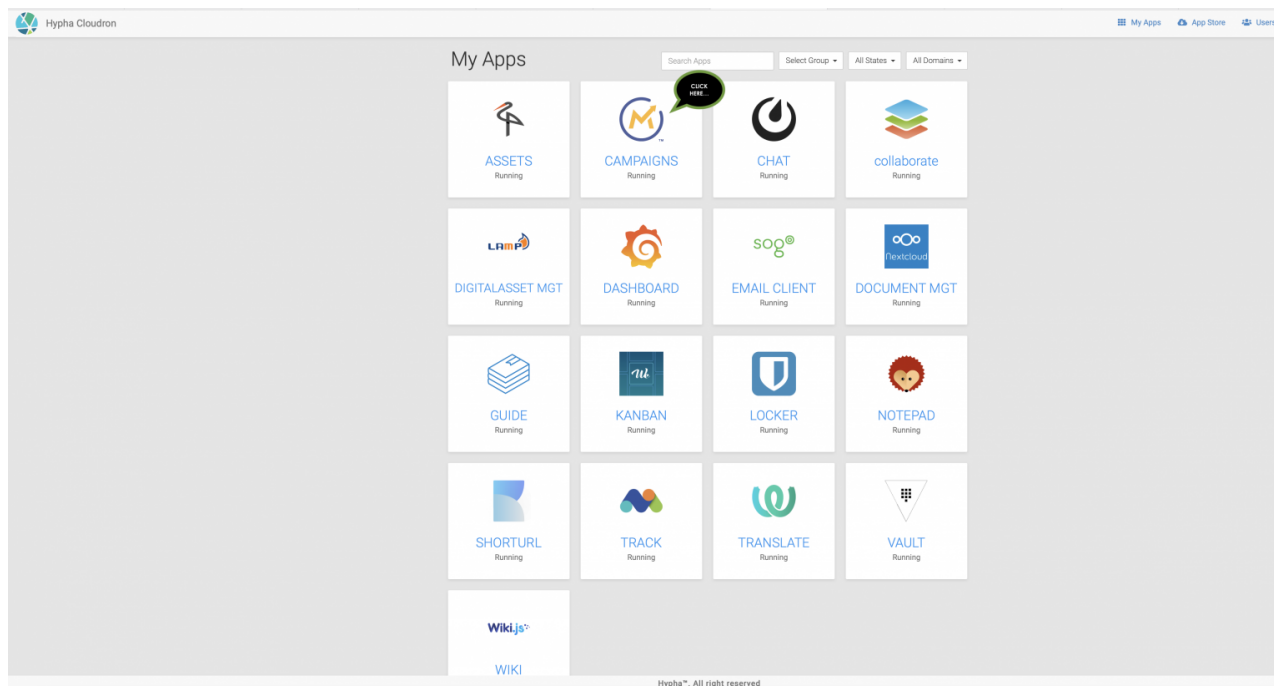 Hypha Cloudron
My Apps
App Store
Users
My Apps
Search Apps
Select Group
All States
All Domains
CLICK
HERE...
ASSETS
Running
CAMPAIGNS
Running
CHAT
Running
collaborate
Running
LAMP
DIGITALASSET MGT
Running
DASHBOARD
Running
sogo
EMAIL CLIENT
Running
nextcloud
DOCUMENT MGT
Running
GUIDE
Running
KANBAN
Running
LOCKER
Running
NOTEPAD
Running
SHORTURL
Running
TRACK
Running
TRANSLATE
Running
VAULT
Running
Wiki.js
WIKI
Hypha™. All right reserved